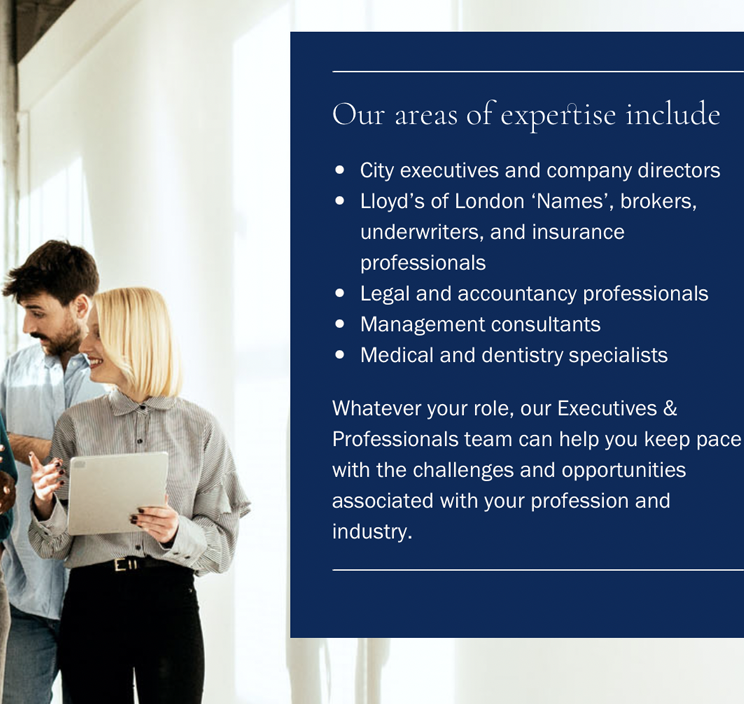 Our areas of expertise include
• City executives and company directors
• Lloyd’s of London ‘Names’, brokers,
underwriters, and insurance
professionals
• Legal and accountancy professionals
• Management consultants
• Medical and dentistry specialists
Whatever your role, our Executives &
Professionals team can help you keep pace
with the challenges and opportunities
associated with your profession and
industry.